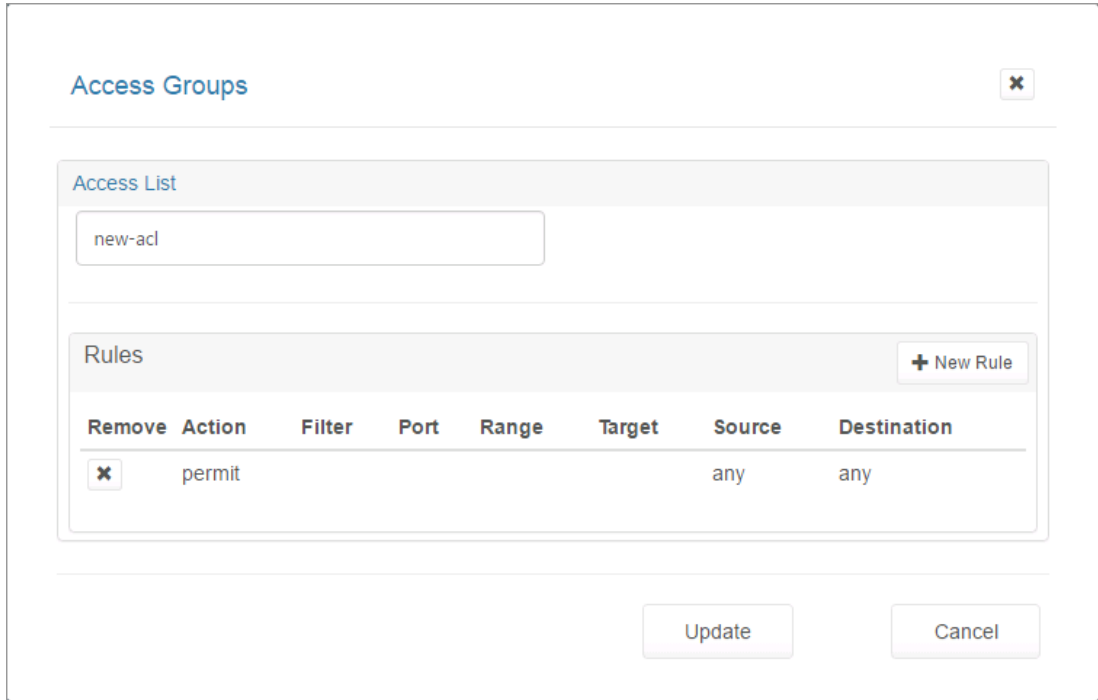 Access Groups
Access List
new-acl
Rules
New Rule
Remove Action Filter Port Range Target Source Destination
permit any any
Update Cancel